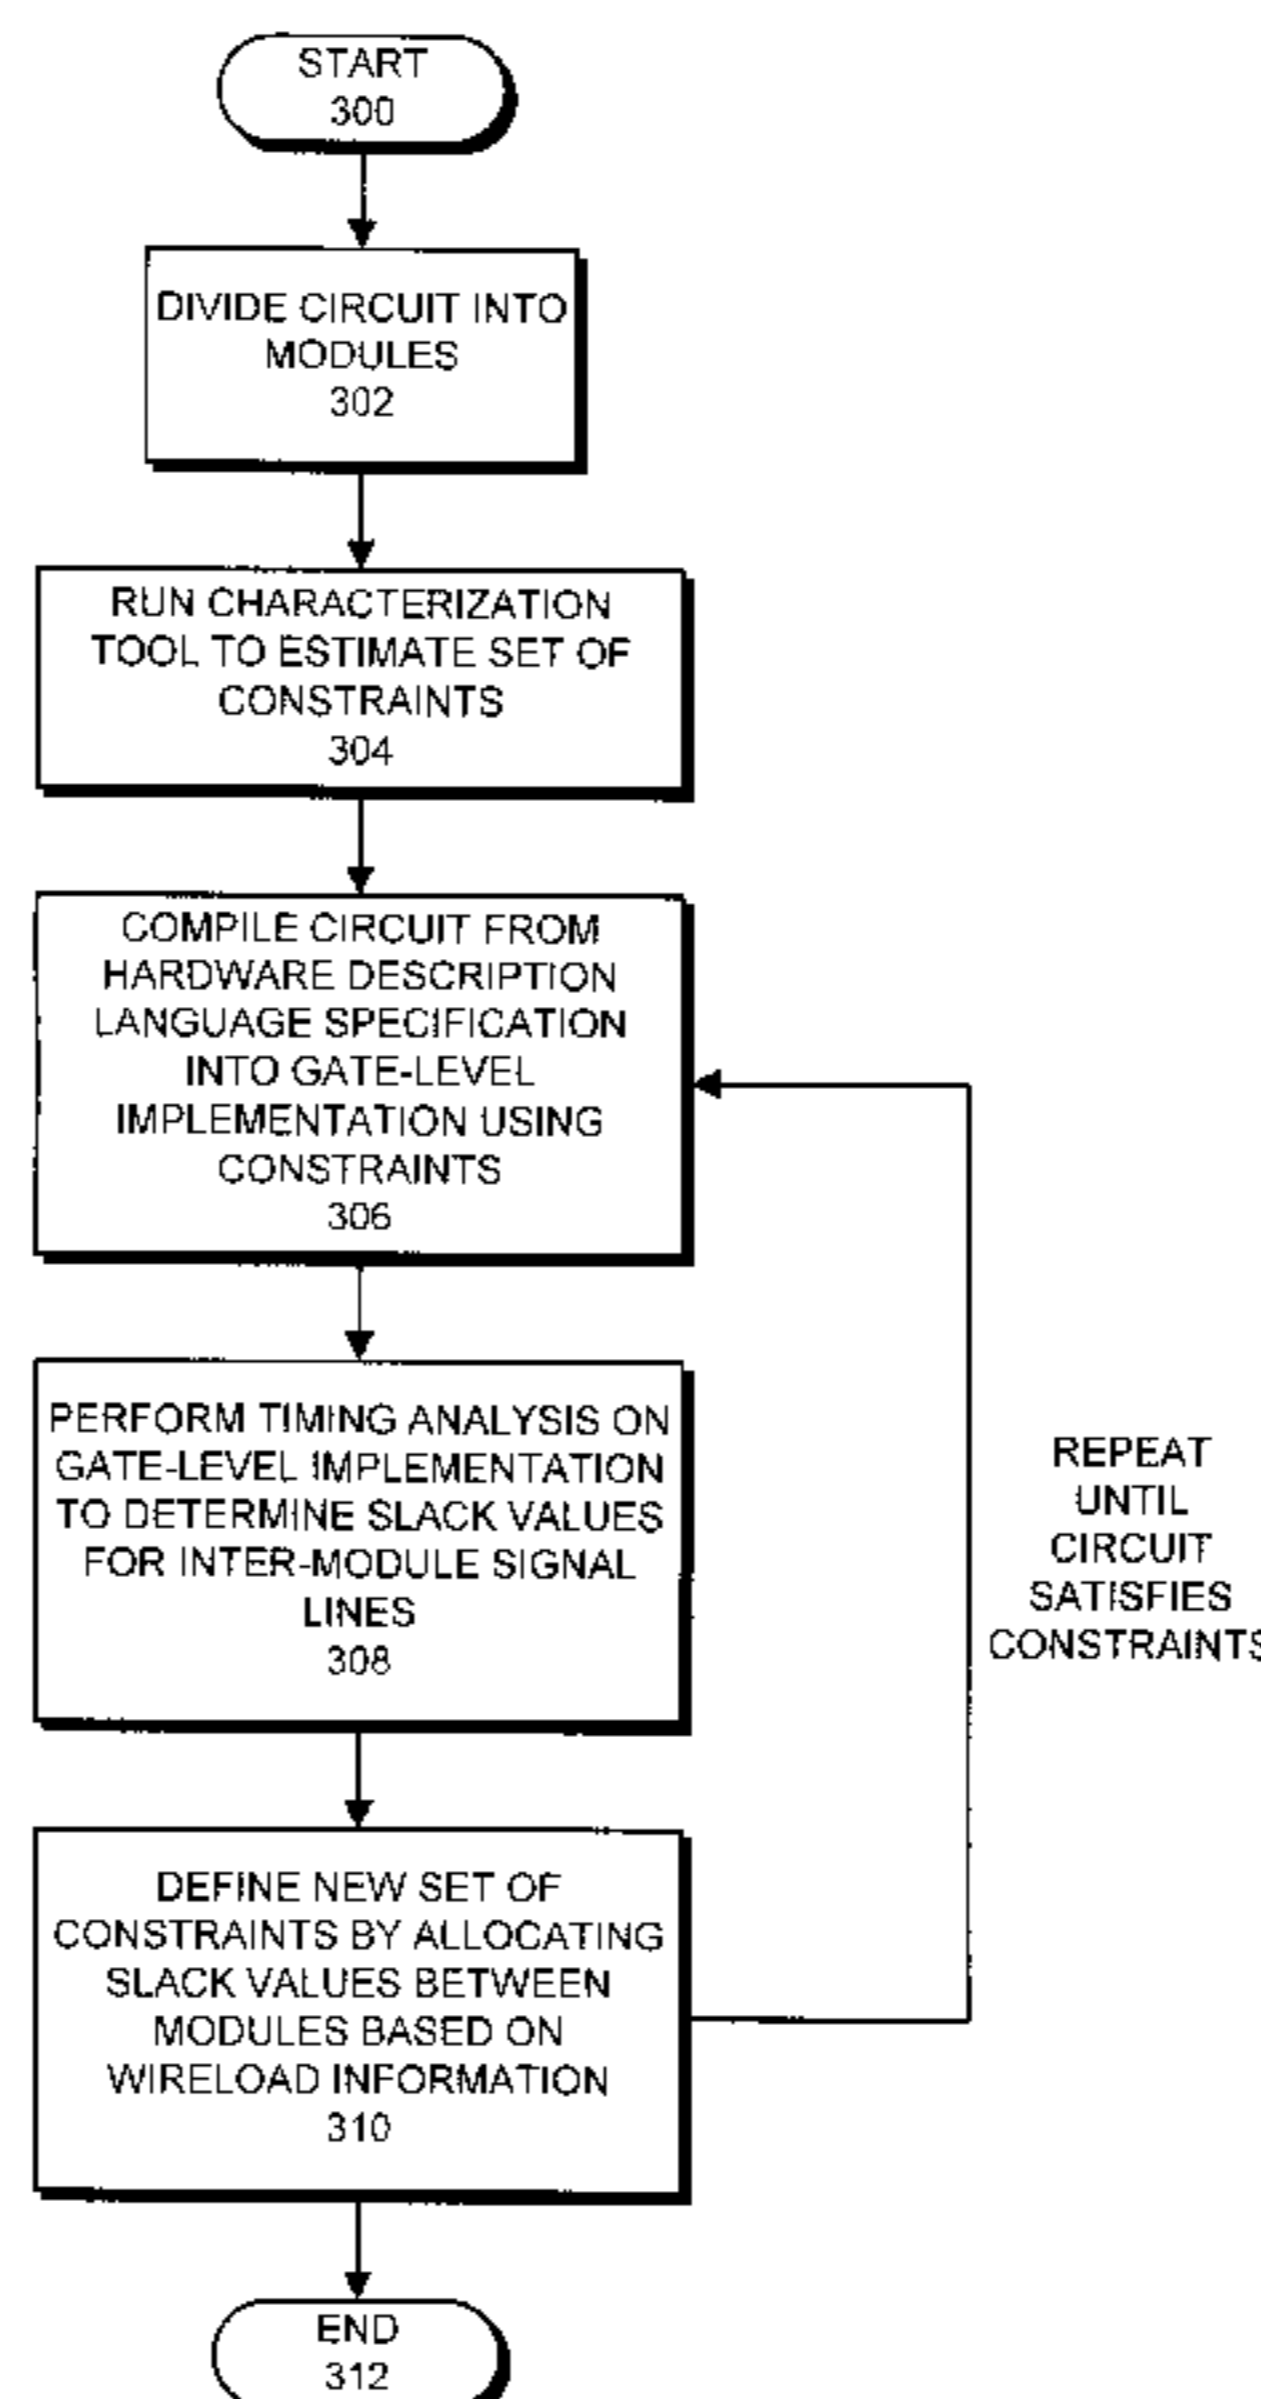 START
300
DIVIDE CIRCUIT INTO
MODULES
302
RUN CHARACTERIZATION
TOOL TO ESTIMATE SET OF
CONSTRAINTS
304
COMPILE CIRCUIT FROM
HARDWARE DESCRIPTION
LANGUAGE SPECIFICATION
INTO GATE-LEVEL
IMPLEMENTATION USING
CONSTRAINTS
306
PERFORM TIMING ANALYSIS ON
GATE-LEVEL IMPLEMENTATION
TO DETERMINE SLACK VALUES
FOR INTER-MODULE SIGNAL
LINES
308
REPEAT
UNTIL
CIRCUIT
SATISFIES
CONSTRAINTS
DEFINE NEW SET OF
CONSTRAINTS BY ALLOCATING
SLACK VALUES BETWEEN
MODULES BASED ON
WIRELOAD INFORMATION
310
END
312